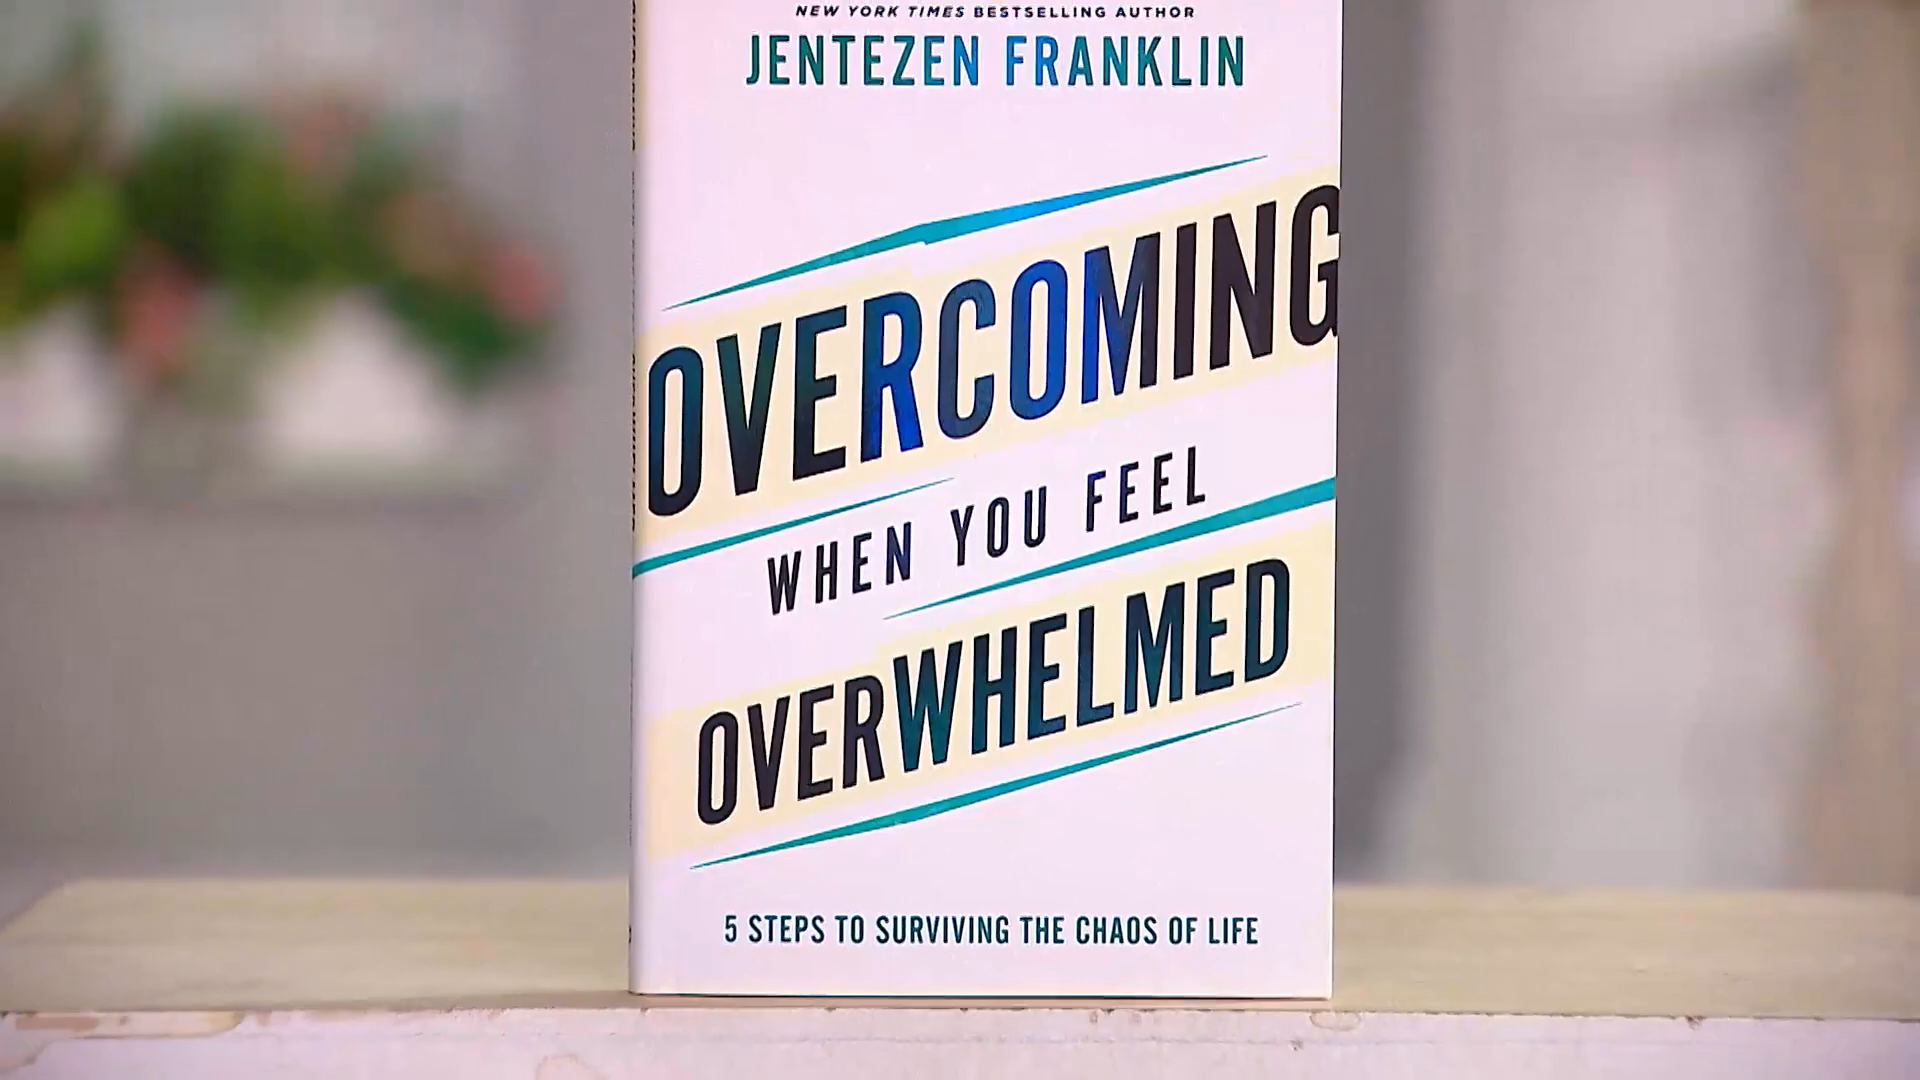 NEW YORK TIMES BESTSELLING AUTHOR
JENTEZEN FRANKLIN
OVERCOMING
WHEN YOU FEEL
OVERWHELMED
5 STEPS TO SURVIVING THE CHAOS OF LIFE